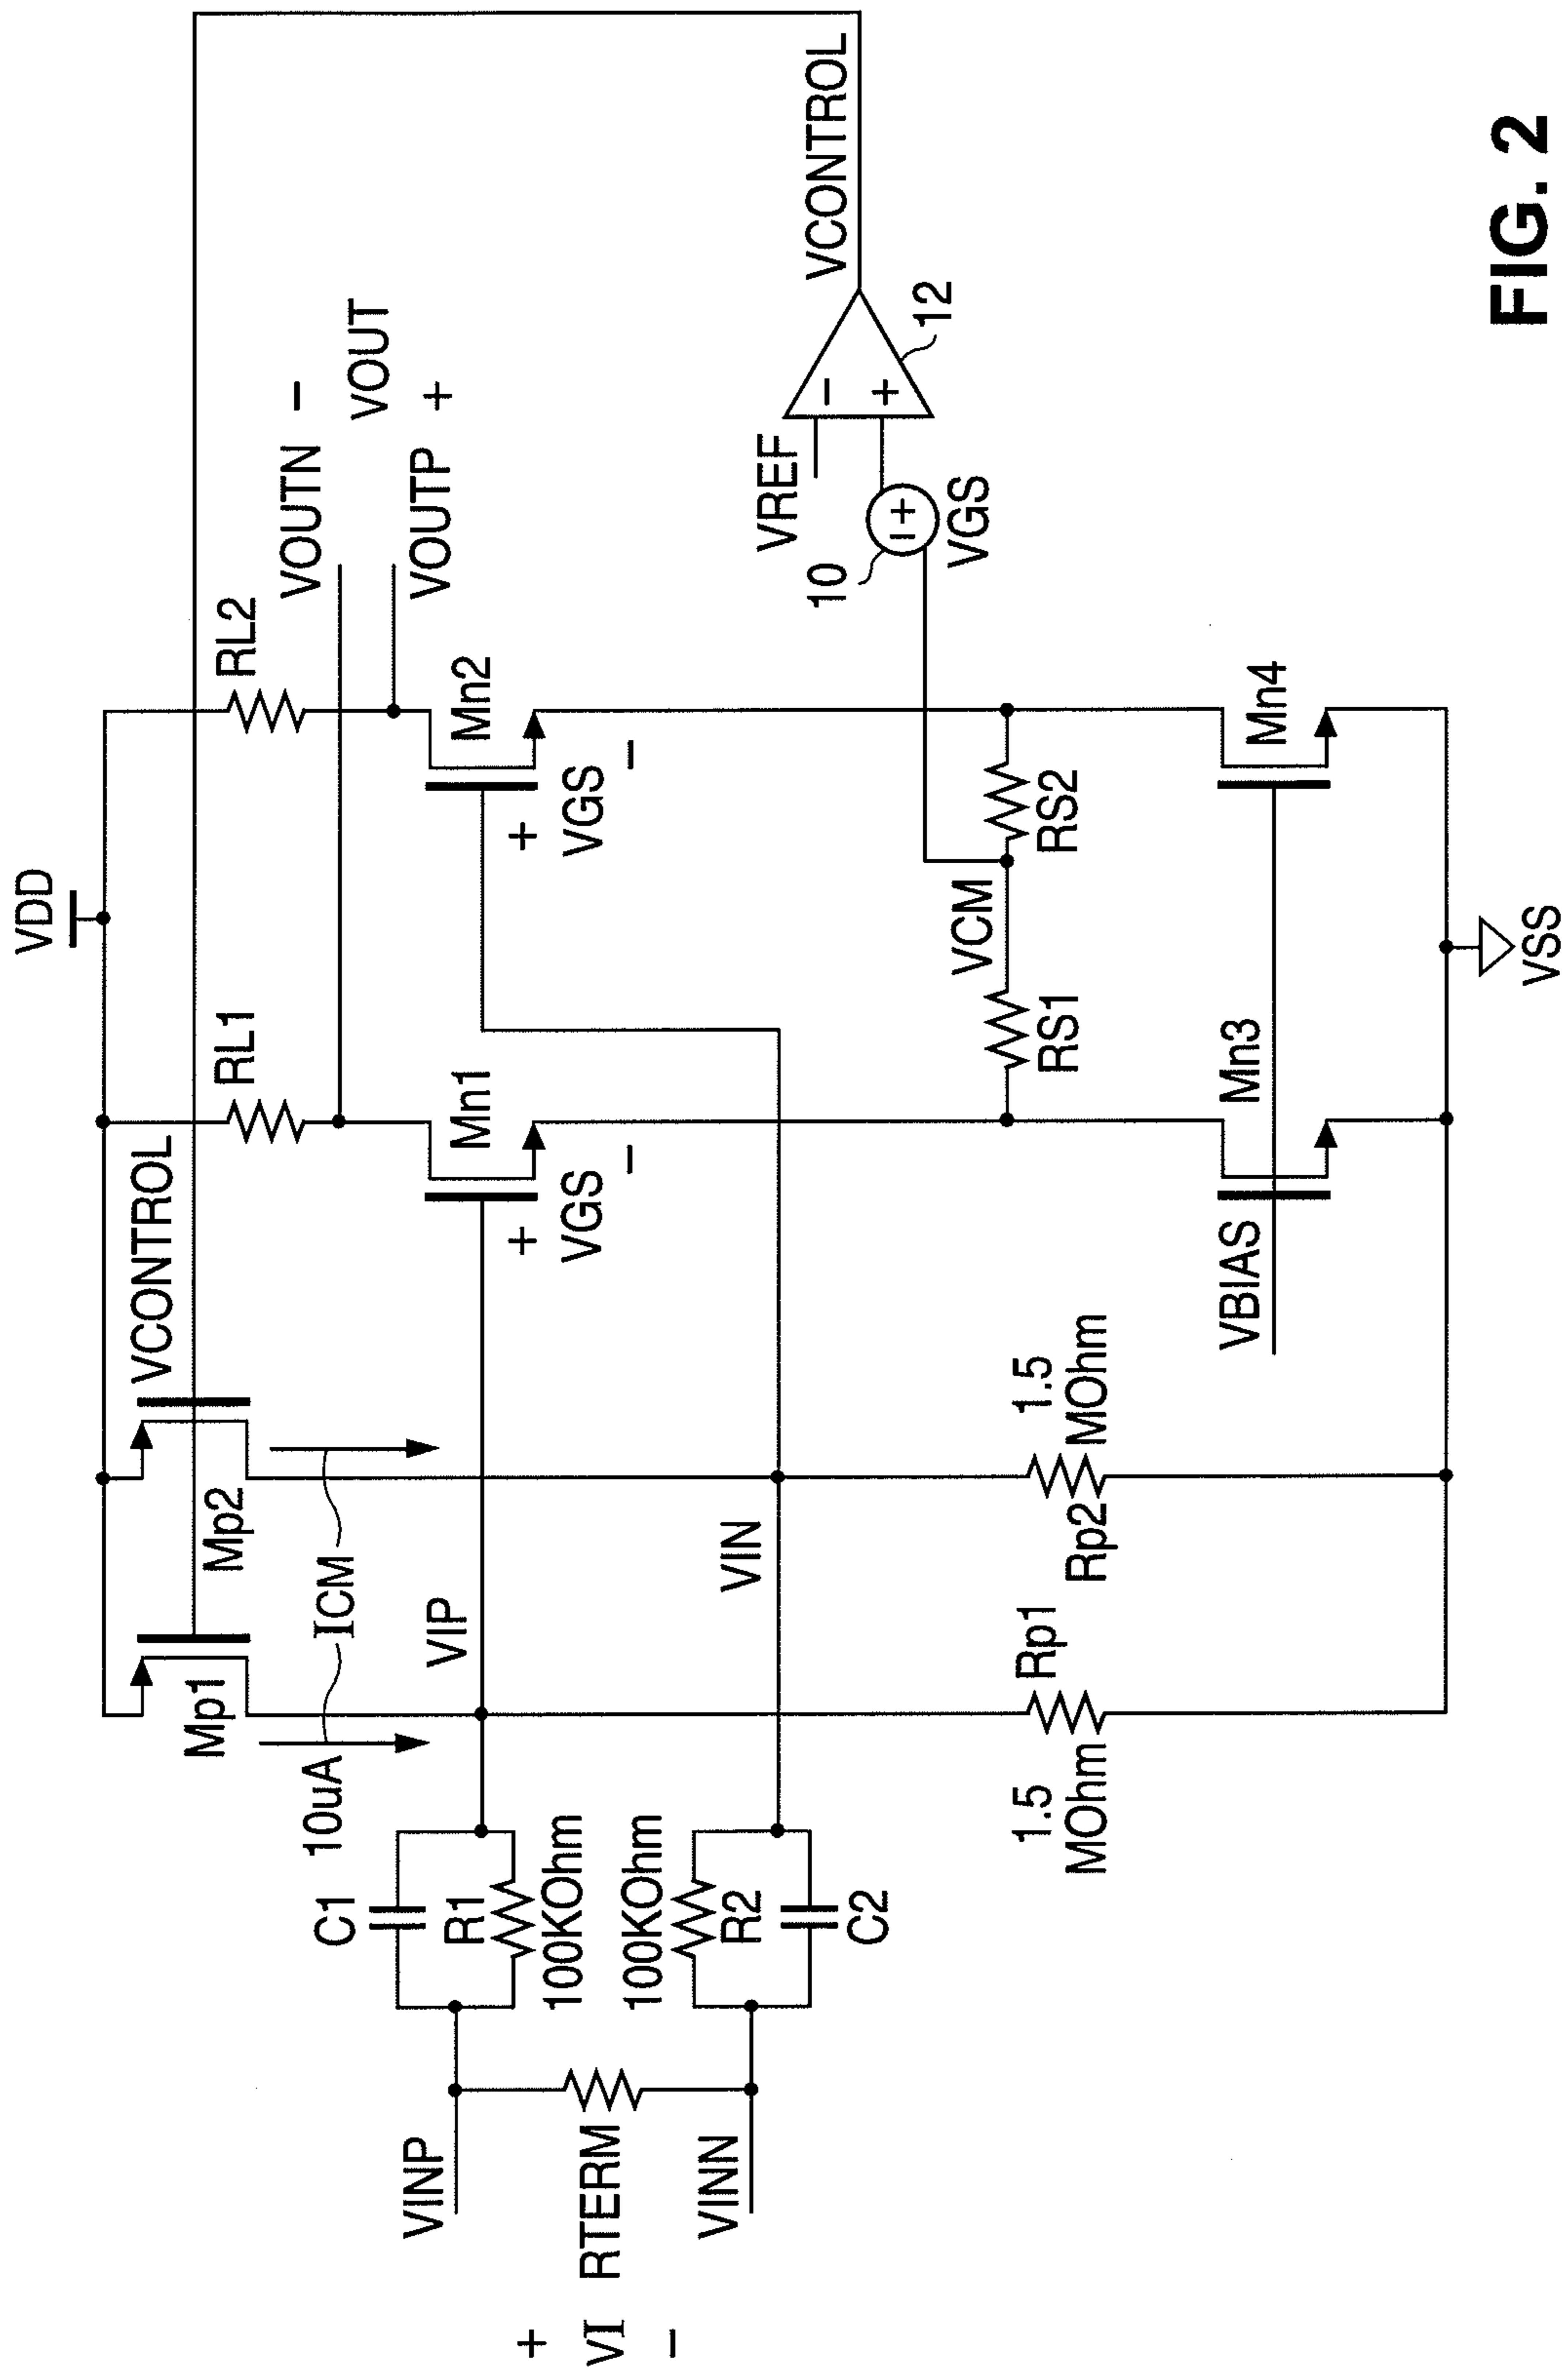 VDD
VCONTROL
RL1
RL2
VOUTN −
VOUT
VOUTP +
Mp1
Mp2
10uA
ICM
VIP
VIN
Mn1
+
VGS
−
Mn2
+
VGS
−
C1
R1
100KOhm
100KOhm
R2
C2
VINP
RTERM
VINN
+
VI
−
VREF
VCONTROL
−
+
12
10
− +
VGS
VCM
RS1
RS2
1.5
MOhm
Rp1
1.5
MOhm
Rp2
VBIAS
Mn3
Mn4
VSS
FIG. 2